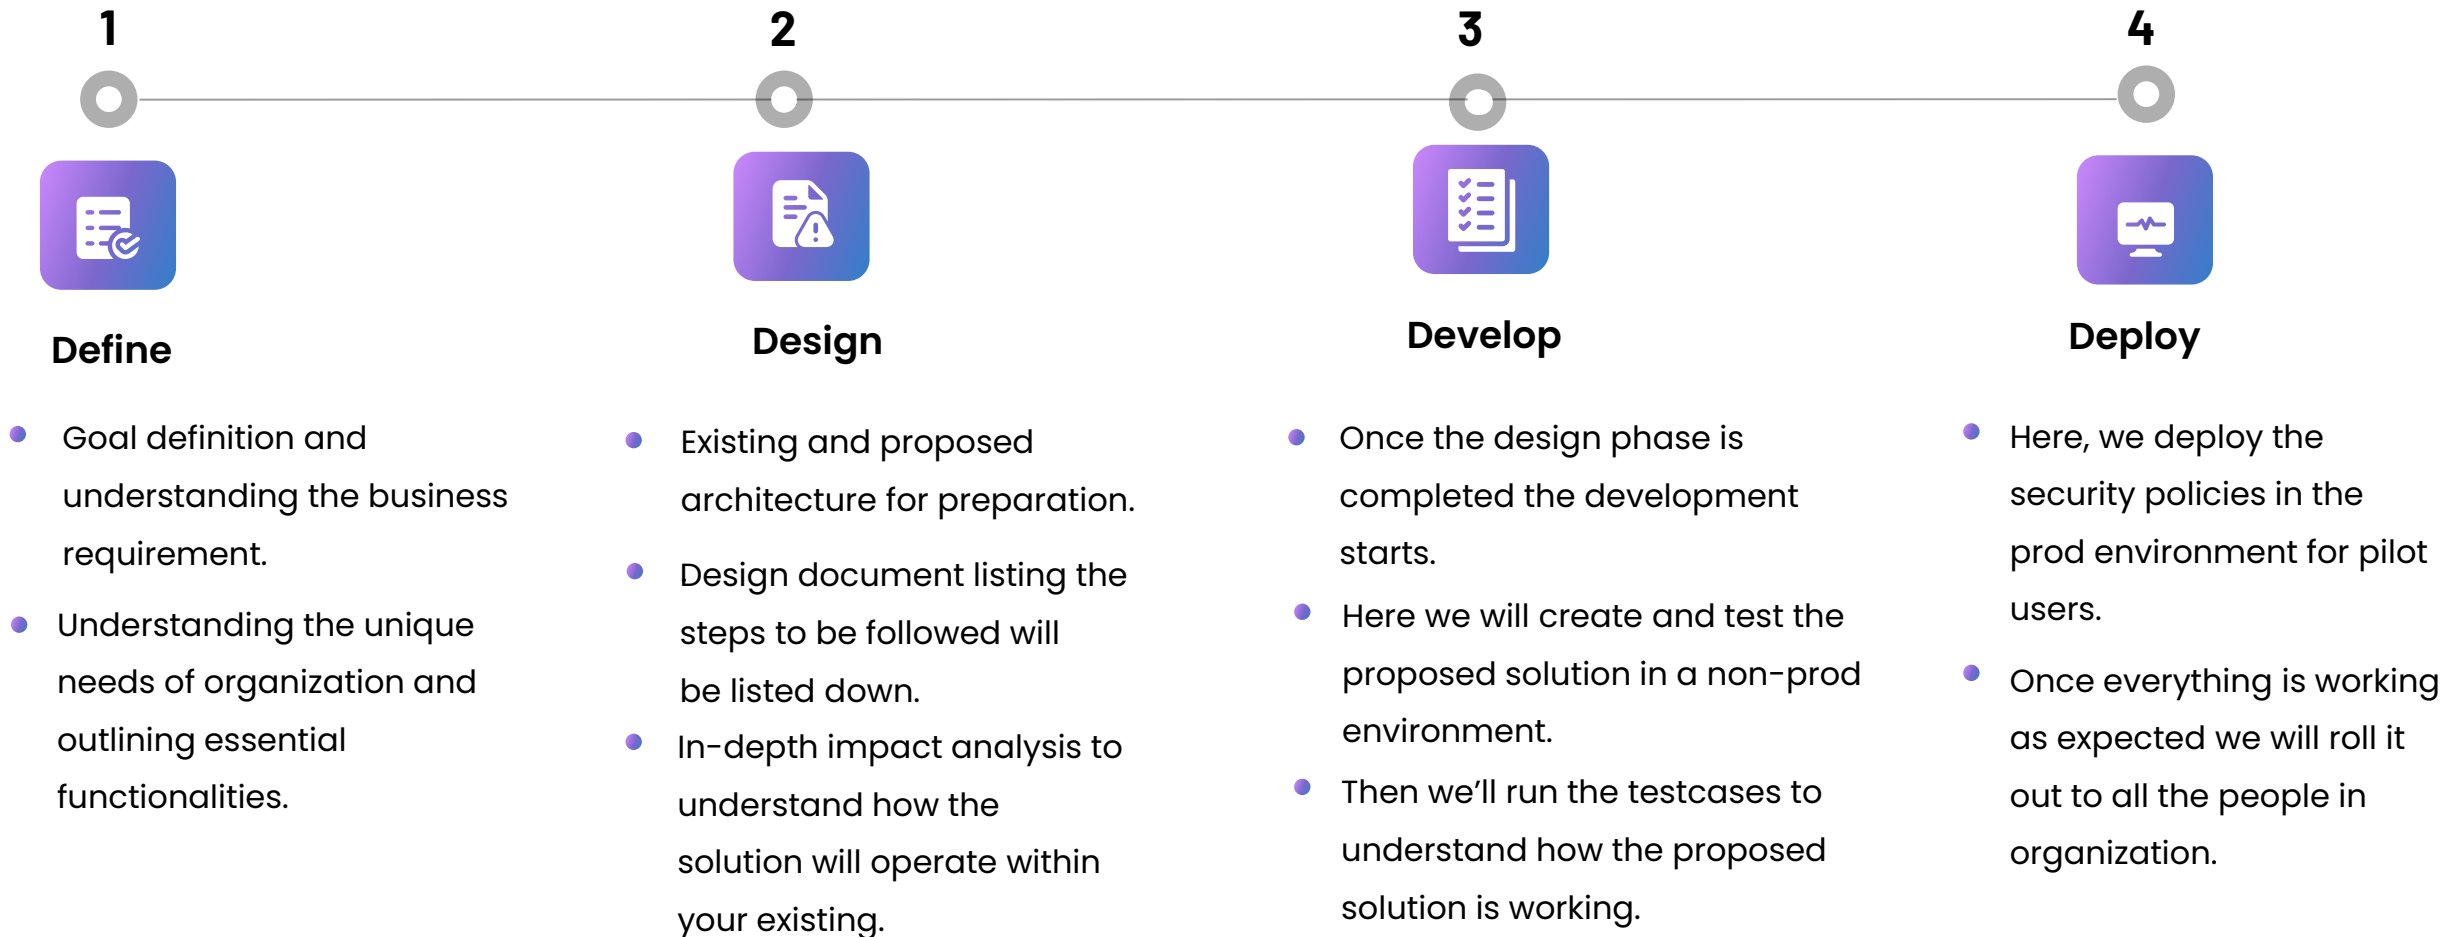 1
2
3
4
Define
Goal definition and
understanding the business
requirement.
Understanding the unique
needs of organization and
outlining essential
functionalities.
Design
Existing and proposed
architecture for preparation.
Design document listing the
steps to be followed will
be listed down.
In-depth impact analysis to
understand how the
solution will operate within
your existing.
Develop
Once the design phase is
completed the development
starts.
Here we will create and test the
proposed solution in a non-prod
environment.
Then we’ll run the testcases to
understand how the proposed
solution is working.
Deploy
Here, we deploy the
security policies in the
prod environment for pilot
users.
Once everything is working
as expected we will roll it
out to all the people in
organization.